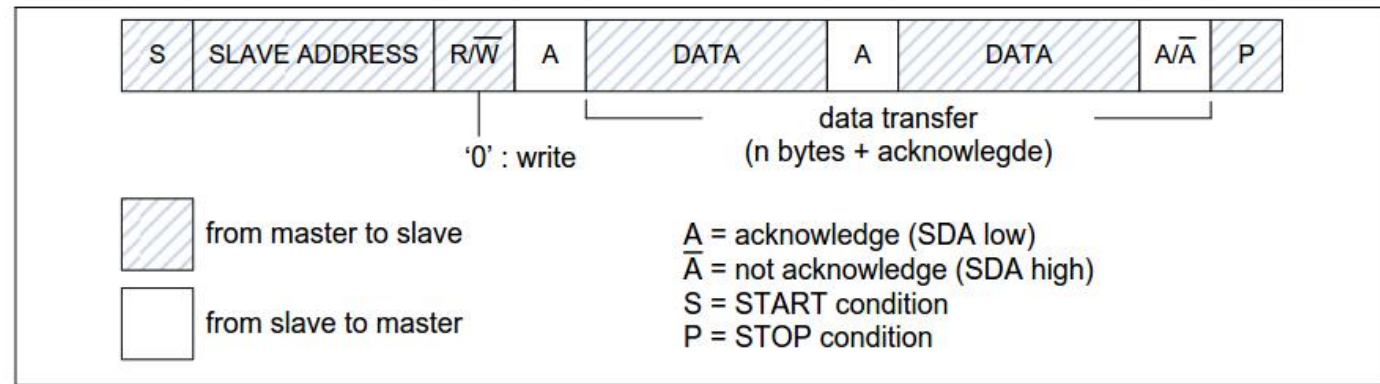 S SLAVE ADDRESS R/W̅ A DATA A DATA A/A̅ P
data transfer
(n bytes + acknowlegde)
‘0’ : write
from master to slave
from slave to master
A = acknowledge (SDA low)
A̅ = not acknowledge (SDA high)
S = START condition
P = STOP condition